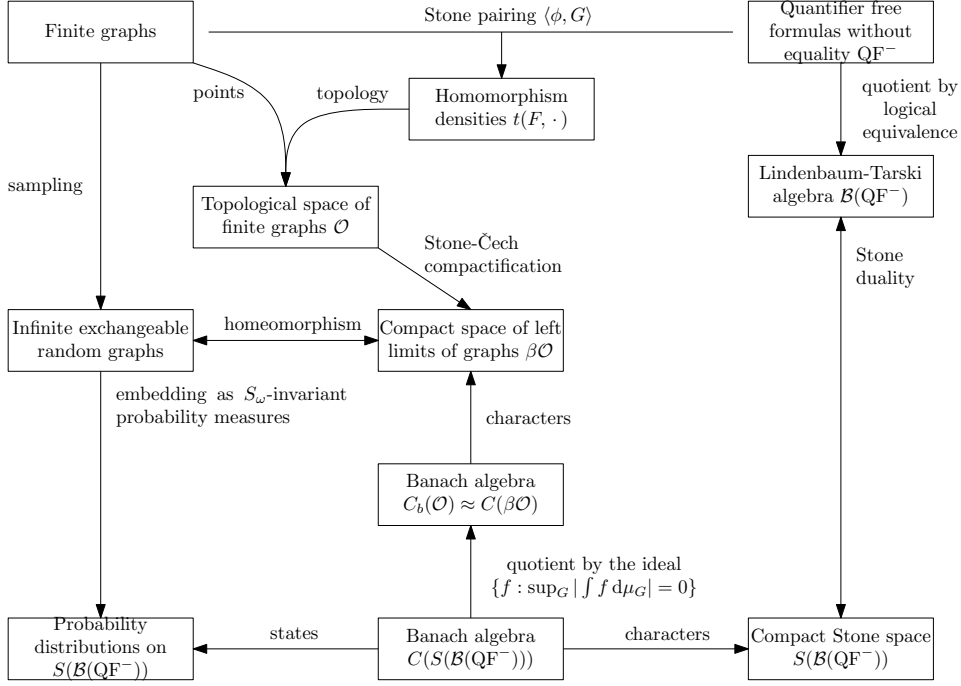 Finite graphs
Stone pairing ⟨ϕ, G⟩
Quantifier free
formulas without
equality QF⁻
points
topology
Homomorphism
densities t(F, · )
quotient by
logical
equivalence
sampling
Topological space of
finite graphs 𝒪
Lindenbaum-Tarski
algebra ℬ(QF⁻)
Stone-Čech
compactification
Stone
duality
Infinite exchangeable
random graphs
homeomorphism
Compact space of left
limits of graphs β𝒪
embedding as S_ω-invariant
probability measures
characters
Banach algebra
C_b(𝒪) ≈ C(β𝒪)
quotient by the ideal
{f : sup_G | ∫ f dμ_G| = 0}
Probability
distributions on
S(ℬ(QF⁻))
states
Banach algebra
C(S(ℬ(QF⁻)))
characters
Compact Stone space
S(ℬ(QF⁻))